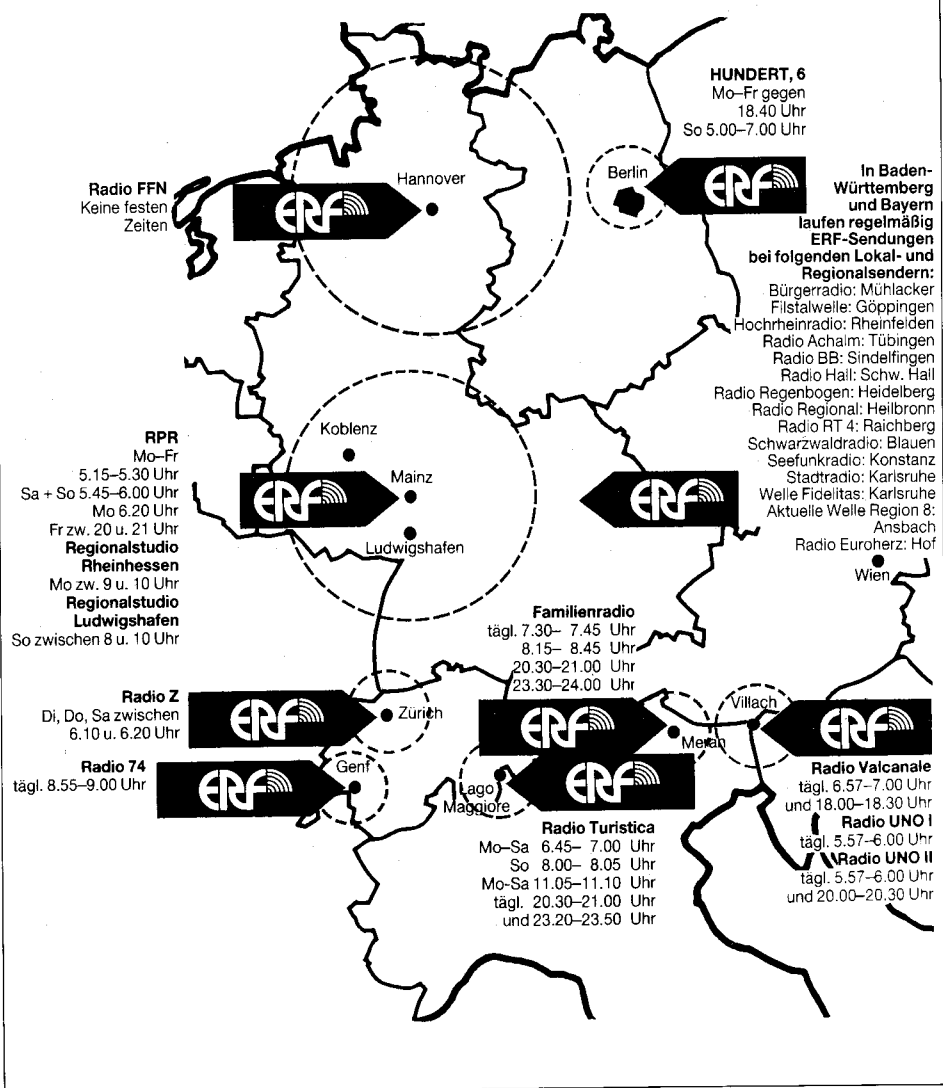 HUNDERT, 6
Mo–Fr gegen
18.40 Uhr
So 5.00–7.00 Uhr
Radio FFN
Keine festen
Zeiten
ERF
Hannover
Berlin
ERF
In Baden-
Württemberg
und Bayern
laufen regelmäßig
ERF-Sendungen
bei folgenden Lokal- und
Regionalsendern:
Bürgerradio: Mühlacker
Filstalwelle: Göppingen
Hochrheinradio: Rheinfelden
Radio Achalm: Tübingen
Radio BB: Sindelfingen
Radio Hall: Schw. Hall
Radio Regenbogen: Heidelberg
Radio Regional: Heilbronn
Radio RT 4: Raichberg
Schwarzwaldradio: Blauen
Seefunkradio: Konstanz
Stadtradio: Karlsruhe
Welle Fidelitas: Karlsruhe
Aktuelle Welle Region 8:
Ansbach
Radio Euroherz: Hof
Wien
RPR
Mo–Fr
5.15–5.30 Uhr
Sa + So 5.45–6.00 Uhr
Mo 6.20 Uhr
Fr zw. 20 u. 21 Uhr
Regionalstudio
Rheinhessen
Mo zw. 9 u. 10 Uhr
Regionalstudio
Ludwigshafen
So zwischen 8 u. 10 Uhr
Koblenz
ERF
Mainz
Ludwigshafen
ERF
Familienradio
tägl. 7.30– 7.45 Uhr
8.15– 8.45 Uhr
20.30–21.00 Uhr
23.30–24.00 Uhr
Radio Z
Di, Do, Sa zwischen
6.10 u. 6.20 Uhr
ERF
Zürich
ERF
Meran
Villach
ERF
Radio 74
tägl. 8.55–9.00 Uhr
ERF
Genf
Lago
Maggiore
ERF
Radio Valcanale
tägl. 6.57–7.00 Uhr
und 18.00–18.30 Uhr
Radio UNO I
tägl. 5.57–6.00 Uhr
Radio UNO II
tägl. 5.57–6.00 Uhr
und 20.00–20.30 Uhr
Radio Turistica
Mo–Sa 6.45– 7.00 Uhr
So 8.00– 8.05 Uhr
Mo-Sa 11.05–11.10 Uhr
tägl. 20.30–21.00 Uhr
und 23.20–23.50 Uhr